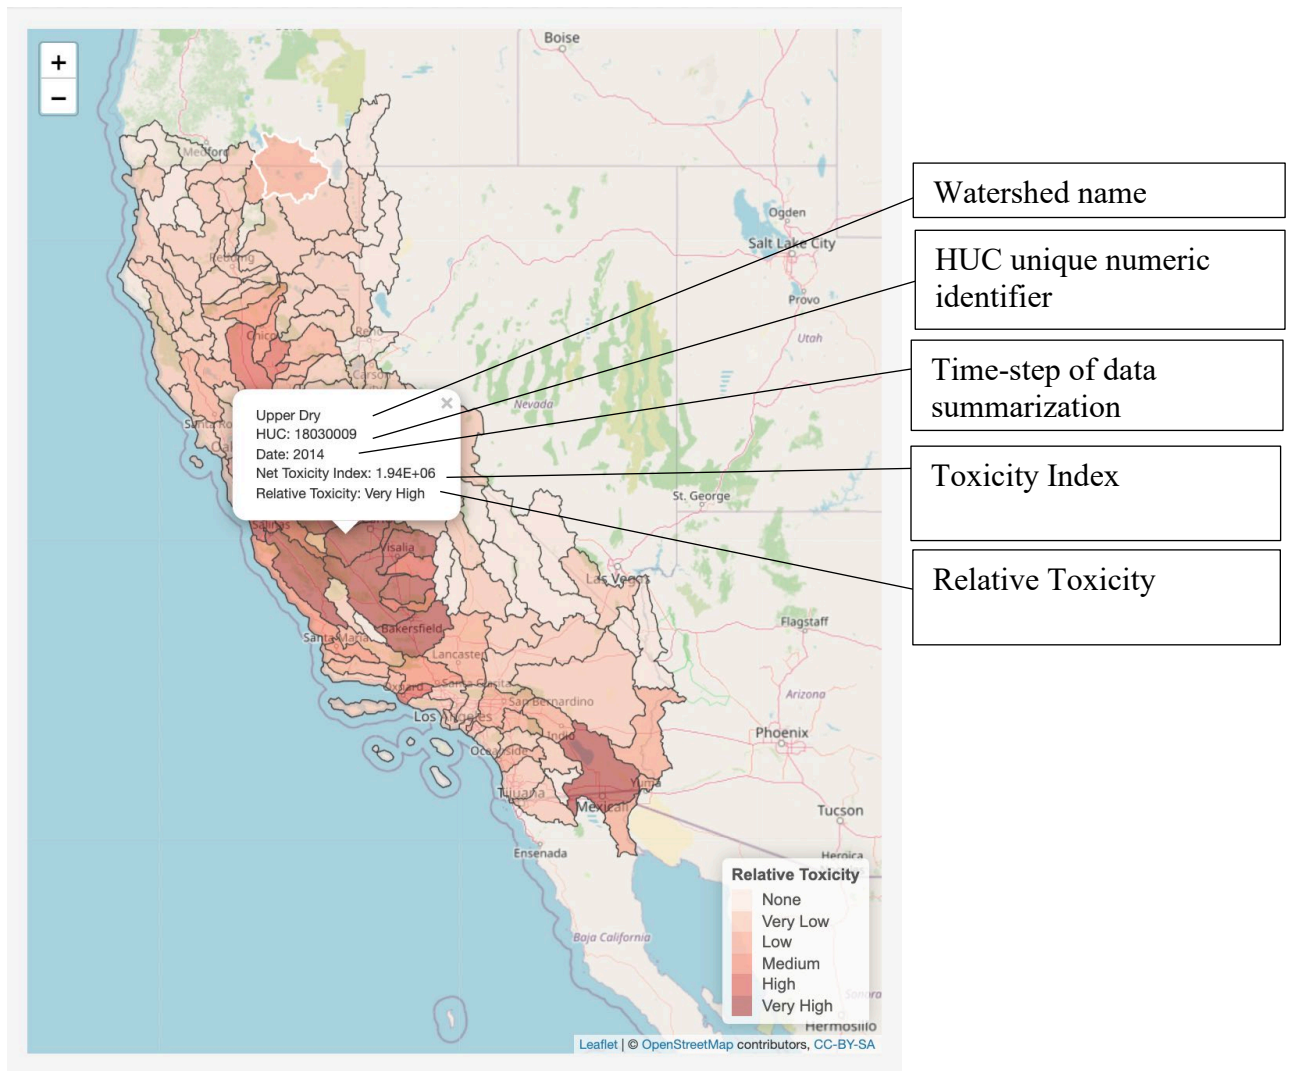 +
−
Boise
Medford
Ogden
Salt Lake City
Provo
Utah
Redding
Chico
Reno
Carson
Nevada
St. George
Las Vegas
Flagstaff
Arizona
Phoenix
Tucson
Heroica
Upper Dry
HUC: 18030009
Date: 2014
Net Toxicity Index: 1.94E+06
Relative Toxicity: Very High
×
Salinas
Visalia
Bakersfield
Santa Maria
Lancaster
Oxnard
Santa Clarita
San Bernardino
Los Angeles
Indio
Oceanside
Tijuana
Mexicali
Yuma
Ensenada
Baja California
Sonora
Hermosillo
Relative Toxicity
None
Very Low
Low
Medium
High
Very High
Leaflet | © OpenStreetMap contributors, CC-BY-SA
Watershed name
HUC unique numeric
identifier
Time-step of data
summarization
Toxicity Index
Relative Toxicity